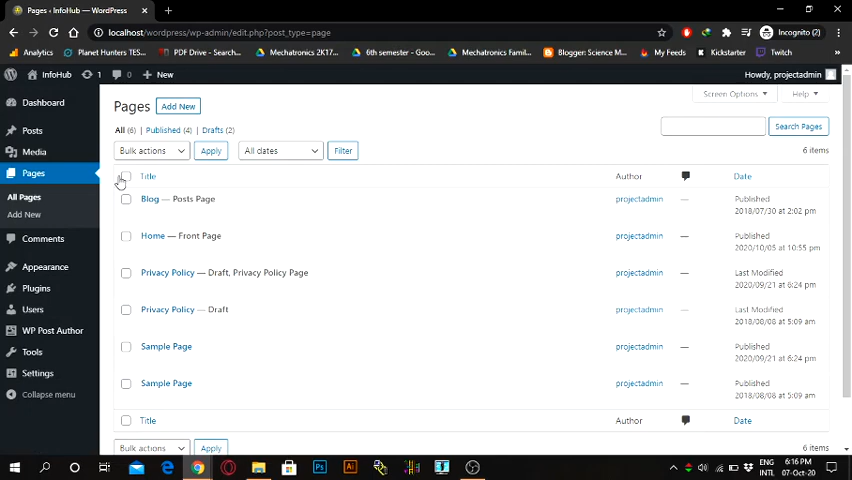 Pages ‹ InfoHub — WordPress
localhost/wordpress/wp-admin/edit.php?post_type=page
Incognito (2)
Analytics
Planet Hunters TES...
PDF Drive - Search...
Mechatronics 2K17...
6th semester - Goo...
Mechatronics Famil...
Blogger: Science M...
My Feeds
Kickstarter
Twitch
InfoHub
1
0
New
Howdy, projectadmin
Dashboard
Posts
Media
Pages
All Pages
Add New
Comments
Appearance
Plugins
Users
WP Post Author
Tools
Settings
Collapse menu
Screen Options
Help
Pages
Add New
All (6) | Published (4) | Drafts (2)
Search Pages
Bulk actions
Apply
All dates
Filter
6 items
Title
Author
Date
Blog — Posts Page
projectadmin
—
Published
2018/07/30 at 2:02 pm
Home — Front Page
projectadmin
—
Published
2020/10/05 at 10:55 pm
Privacy Policy — Draft, Privacy Policy Page
projectadmin
—
Last Modified
2020/09/21 at 6:24 pm
Privacy Policy — Draft
projectadmin
—
Last Modified
2018/08/08 at 5:09 am
Sample Page
projectadmin
—
Published
2020/09/21 at 6:24 pm
Sample Page
projectadmin
—
Published
2018/08/08 at 5:09 am
Title
Author
Date
Bulk actions
Apply
6 items
ENG
INTL
6:16 PM
07-Oct-20